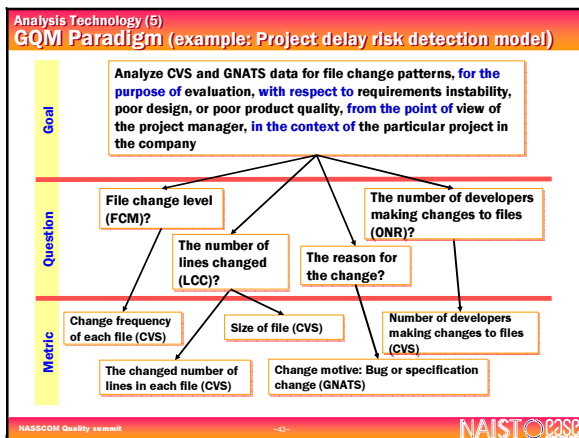 Analysis Technology (5)
GQM Paradigm (example: Project delay risk detection model)
Goal
Analyze CVS and GNATS data for file change patterns, for the
purpose of evaluation, with respect to requirements instability,
poor design, or poor product quality, from the point of view of
the project manager, in the context of the particular project in
the company
Question
File change level
(FCM)?
The number of
lines changed
(LCC)?
The reason for
the change?
The number of developers
making changes to files
(ONR)?
Metric
Change frequency
of each file (CVS)
The changed number of
lines in each file (CVS)
Size of file (CVS)
Change motive: Bug or specification
change (GNATS)
Number of developers
making changes to files
(CVS)
NASSCOM Quality summit
-43-
NAIST